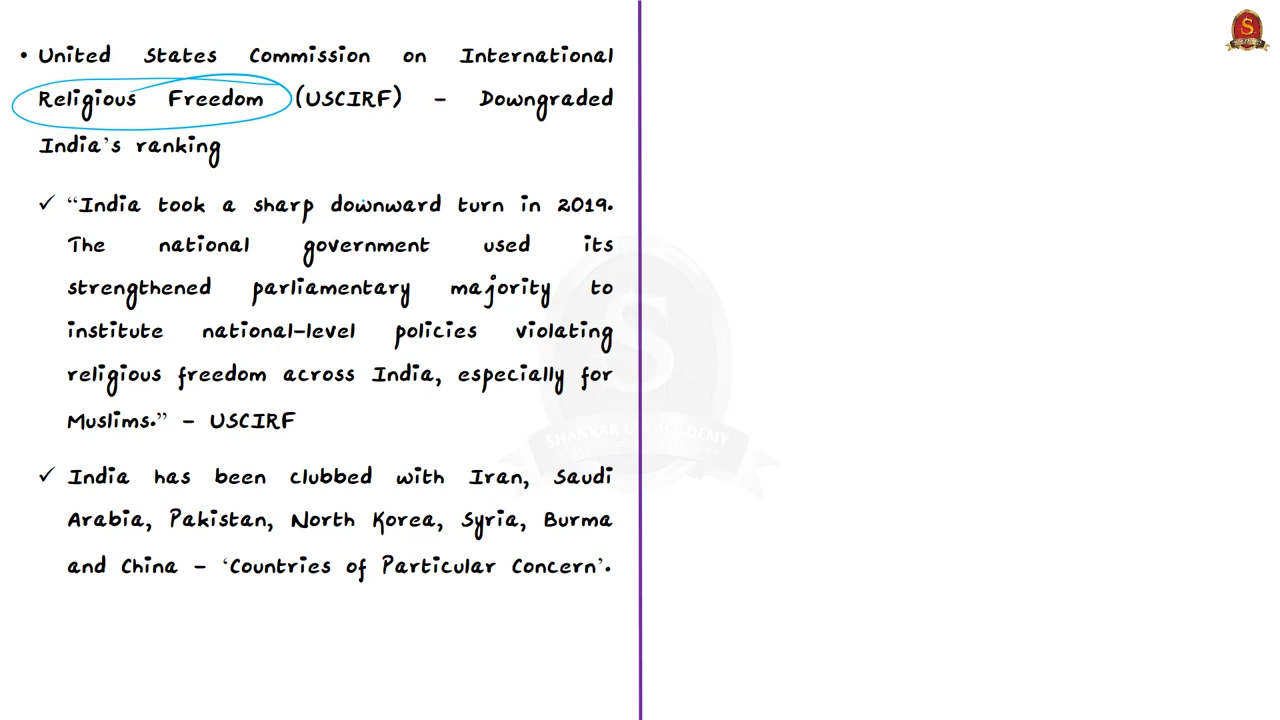 • United States Commission on International
Religious Freedom (USCIRF) – Downgraded
India's ranking
✓ “India took a sharp downward turn in 2019.
The national government used its
strengthened parliamentary majority to
institute national-level policies violating
religious freedom across India, especially for
Muslims.” – USCIRF
✓ India has been clubbed with Iran, Saudi
Arabia, Pakistan, North Korea, Syria, Burma
and China – ‘Countries of Particular Concern’.
S
SHANKAR IAS ACADEMY